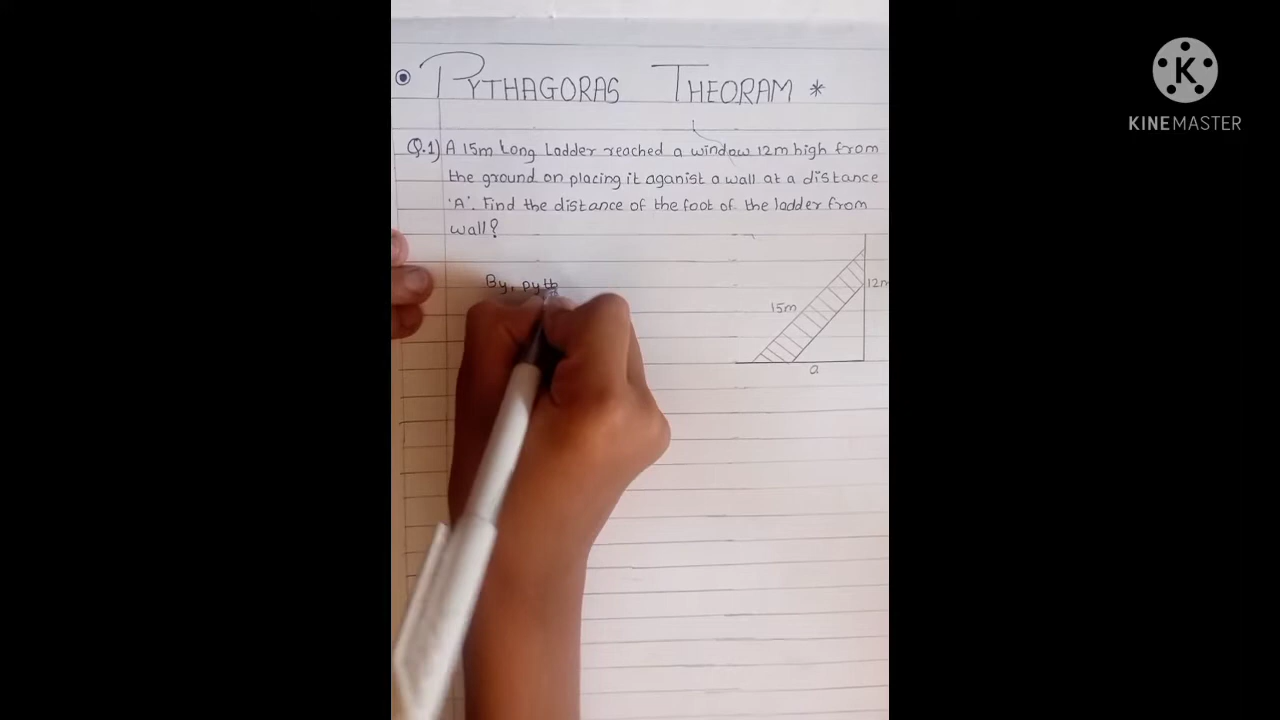 PYTHAGORAS THEORAM *
Q.1) A 15m long ladder reached a window 12m high from
the ground on placing it aganist a wall at a distance
'A'. Find the distance of the foot of the ladder from
wall?
By, pyth
15m
12m
a
K
KINEMASTER